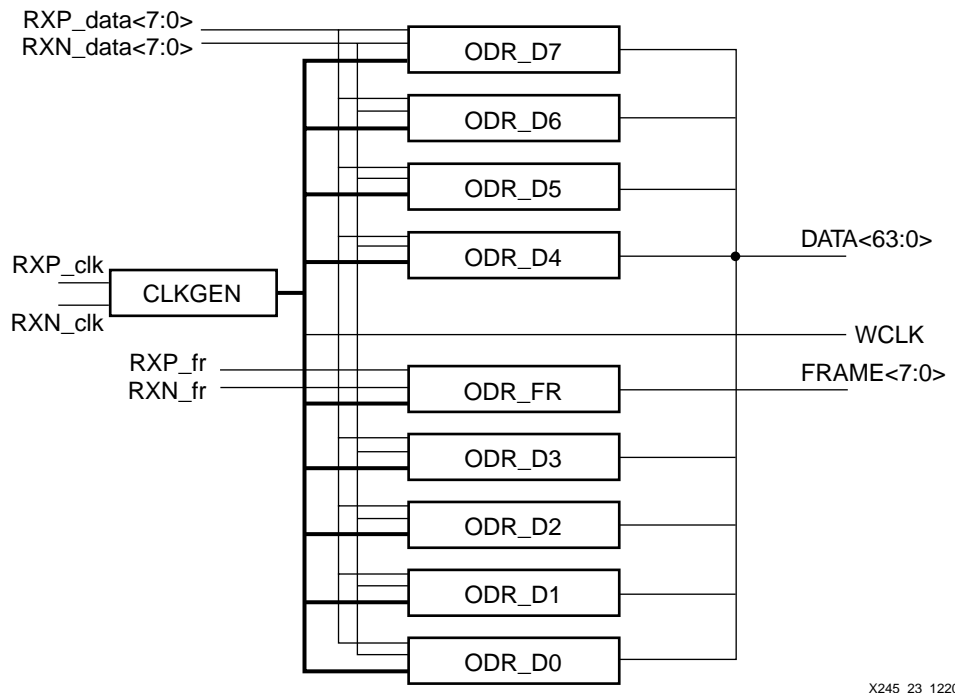 RXP_data<7:0>
RXN_data<7:0>
ODR_D7
ODR_D6
ODR_D5
ODR_D4
DATA<63:0>
RXP_clk
CLKGEN
RXN_clk
WCLK
RXP_fr
RXN_fr
ODR_FR
FRAME<7:0>
ODR_D3
ODR_D2
ODR_D1
ODR_D0
X245_23_1220